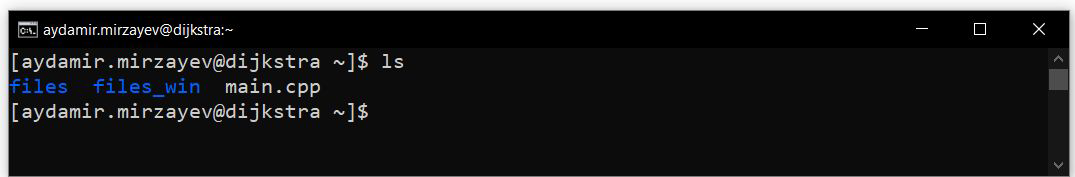 aydamir.mirzayev@dijkstra:~
[aydamir.mirzayev@dijkstra ~]$ ls
files  files_win  main.cpp
[aydamir.mirzayev@dijkstra ~]$